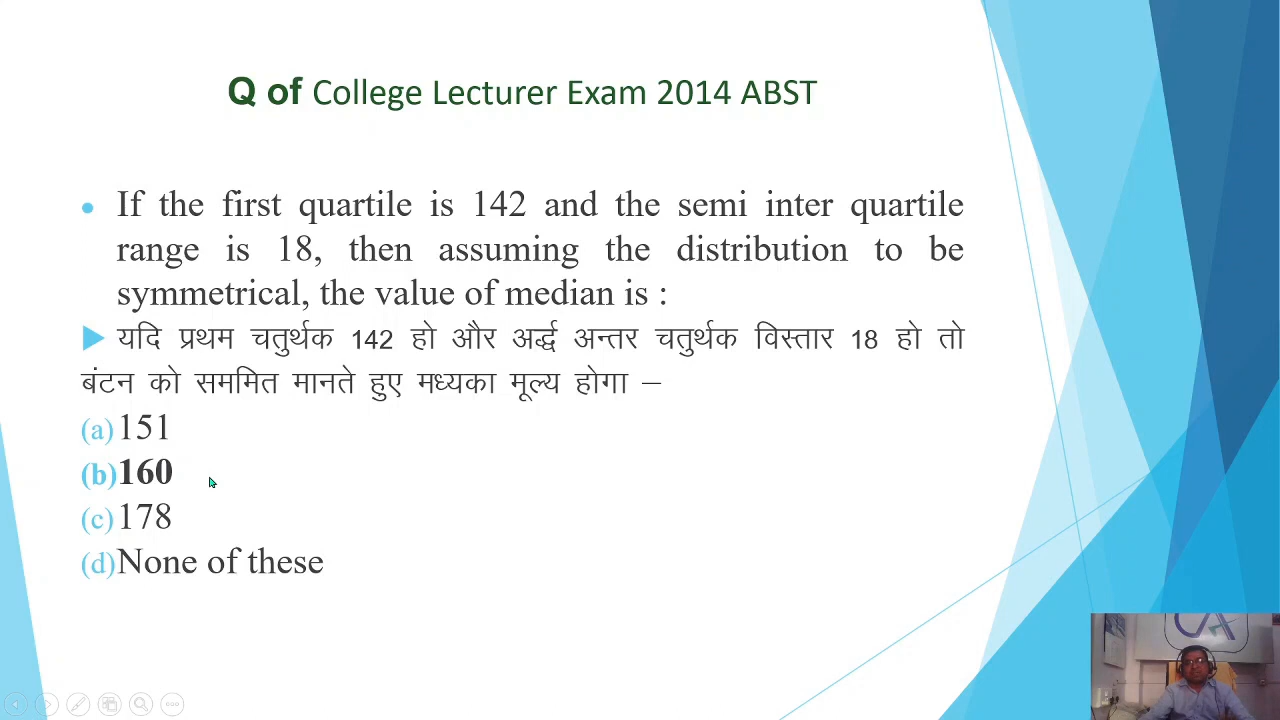 Q of College Lecturer Exam 2014 ABST
• If the first quartile is 142 and the semi inter quartile
range is 18, then assuming the distribution to be
symmetrical, the value of median is :
यदि प्रथम चतुर्थक 142 हो और अर्द्ध अन्तर चतुर्थक विस्तार 18 हो तो
बंटन को सममित मानते हुए मध्यका मूल्य होगा –
(a) 151
(b) 160
(c) 178
(d) None of these
CA